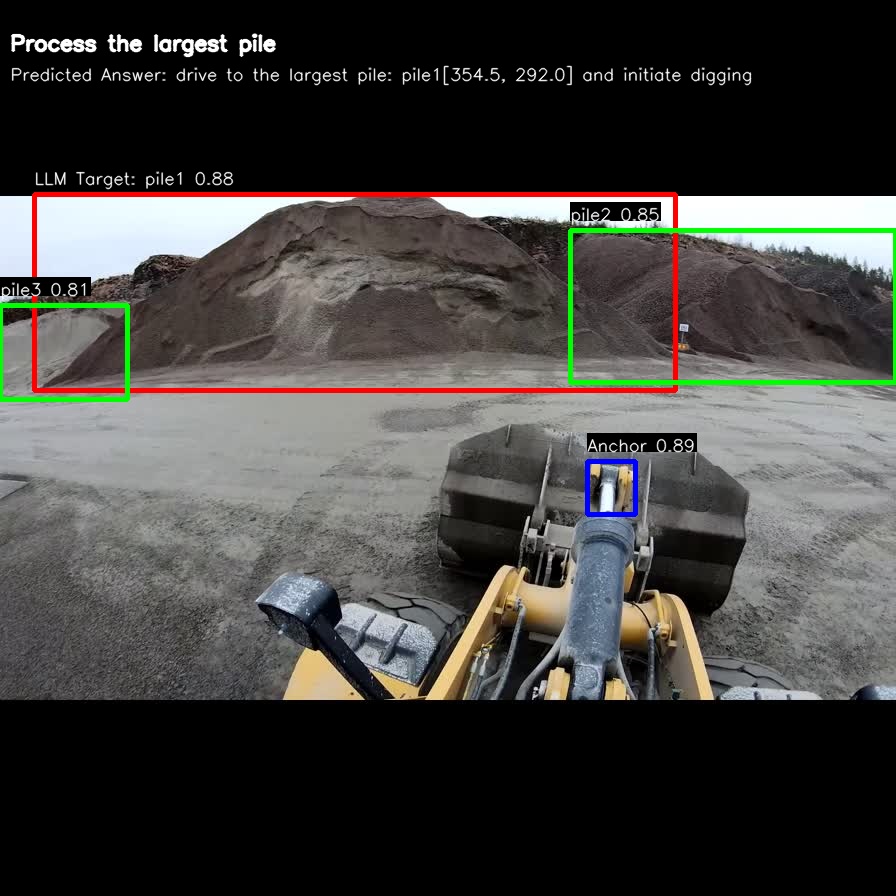 Process the largest pile
Predicted Answer: drive to the largest pile: pile1[354.5, 292.0] and initiate digging
LLM Target: pile1 0.88
pile2 0.85
pile3 0.81
Anchor 0.89